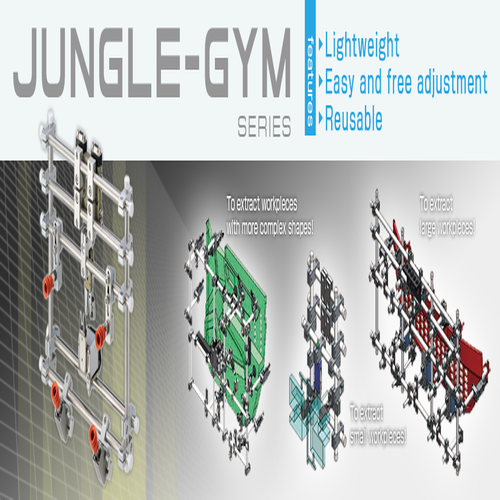 JUNGLE-GYM
SERIES
features
Lightweight
Easy and free adjustment
Reusable
To extract workpieces
with more complex shapes!
To extract
large workpieces!
To extract
small workpieces!